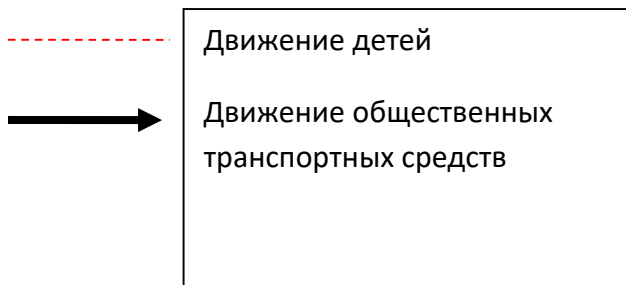 Движение детей
Движение общественных
транспортных средств